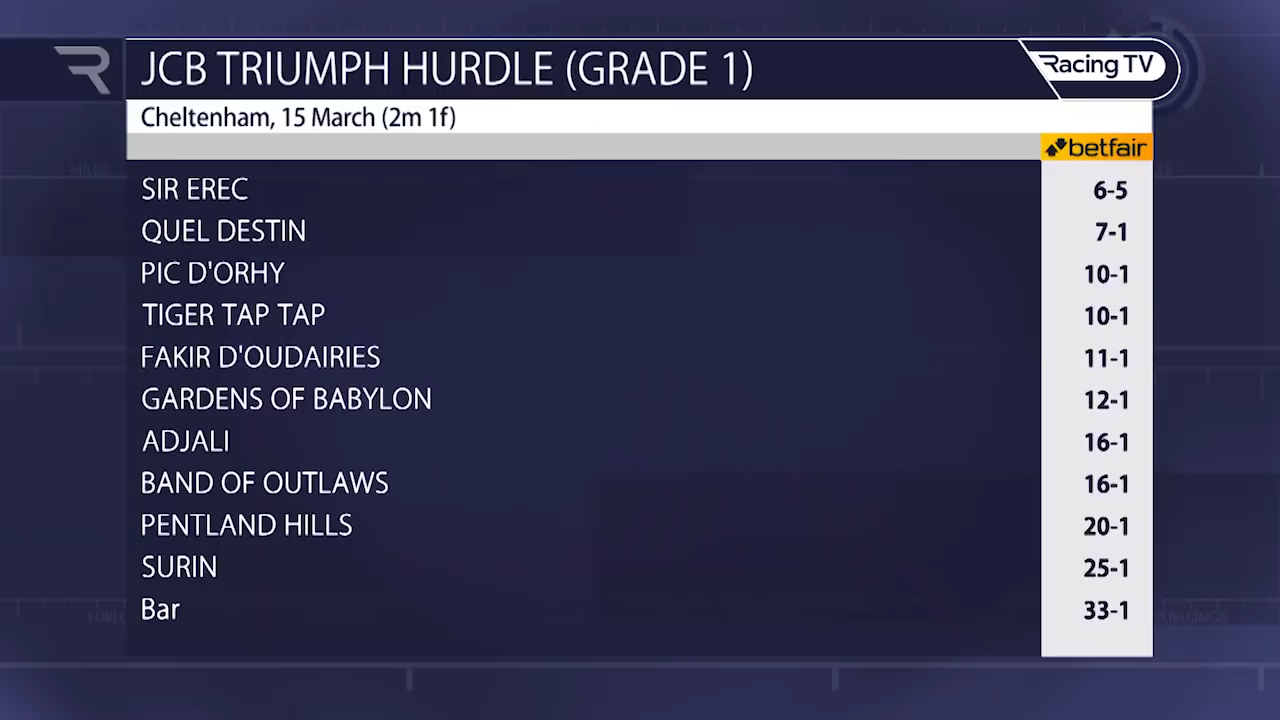 JCB TRIUMPH HURDLE (GRADE 1)
Racing TV
Cheltenham, 15 March (2m 1f)
betfair
SIR EREC 6-5
QUEL DESTIN 7-1
PIC D'ORHY 10-1
TIGER TAP TAP 10-1
FAKIR D'OUDAIRIES 11-1
GARDENS OF BABYLON 12-1
ADJALI 16-1
BAND OF OUTLAWS 16-1
PENTLAND HILLS 20-1
SURIN 25-1
Bar 33-1